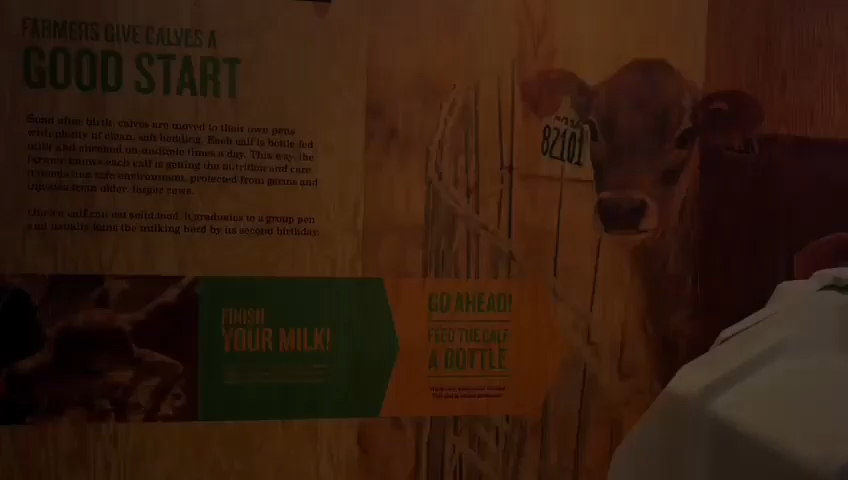 FARMERS GIVE CALVES A
GOOD START
Soon after birth, calves are moved to their own pens
with plenty of clean, soft bedding. Each calf is bottle-fed
milk and checked on multiple times a day. This way, the
farmer knows each calf is getting the nutrition and care
it needs in a safe environment, protected from germs and
injuries from older, larger cows.
Once a calf can eat solid food, it graduates to a group pen
and usually joins the milking herd by its second birthday.
82101
FINISH
YOUR MILK!
GO AHEAD!
FEED THE CALF
A BOTTLE